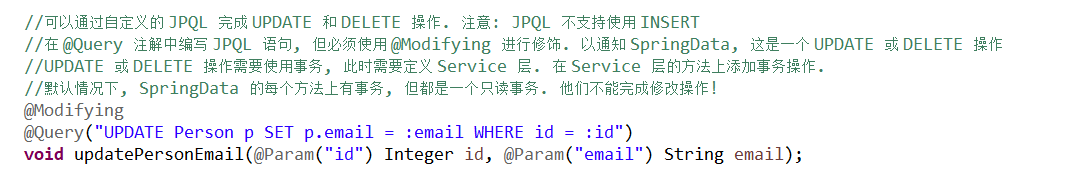 //可以通过自定义的 JPQL 完成 UPDATE 和 DELETE 操作. 注意: JPQL 不支持使用 INSERT
//在 @Query 注解中编写 JPQL 语句, 但必须使用 @Modifying 进行修饰. 以通知 SpringData, 这是一个 UPDATE 或 DELETE 操作
//UPDATE 或 DELETE 操作需要使用事务, 此时需要定义 Service 层. 在 Service 层的方法上添加事务操作.
//默认情况下, SpringData 的每个方法上有事务, 但都是一个只读事务. 他们不能完成修改操作!
@Modifying
@Query("UPDATE Person p SET p.email = :email WHERE id = :id")
void updatePersonEmail(@Param("id") Integer id, @Param("email") String email);